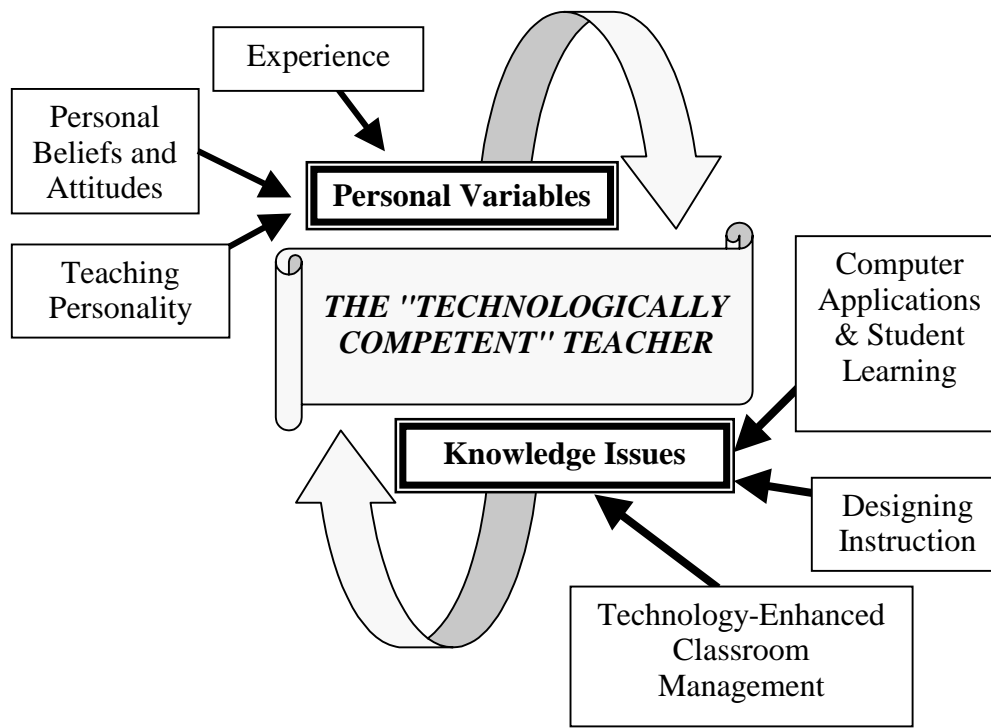 Experience
Personal
Beliefs and
Attitudes
Personal Variables
Teaching
Personality
THE "TECHNOLOGICALLY
COMPETENT" TEACHER
Computer
Applications
& Student
Learning
Knowledge Issues
Designing
Instruction
Technology-Enhanced
Classroom
Management